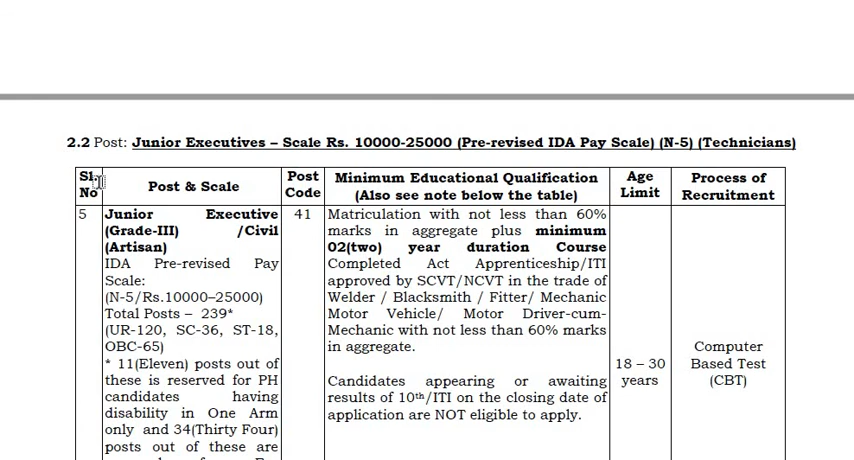 2.2 Post: Junior Executives – Scale Rs. 10000-25000 (Pre-revised IDA Pay Scale) (N-5) (Technicians)
Sl. No
Post & Scale
Post Code
Minimum Educational Qualification
(Also see note below the table)
Age Limit
Process of Recruitment
5
Junior Executive
(Grade-III) /Civil
(Artisan)
IDA Pre-revised Pay
Scale:
(N-5/Rs.10000–25000)
Total Posts – 239*
(UR-120, SC-36, ST-18,
OBC-65)
* 11(Eleven) posts out of
these is reserved for PH
candidates having
disability in One Arm
only and 34(Thirty Four)
posts out of these are
41
Matriculation with not less than 60%
marks in aggregate plus minimum
02(two) year duration Course
Completed Act Apprenticeship/ITI
approved by SCVT/NCVT in the trade of
Welder / Blacksmith / Fitter/ Mechanic
Motor Vehicle/ Motor Driver-cum-
Mechanic with not less than 60% marks
in aggregate.
Candidates appearing or awaiting
results of 10th/ITI on the closing date of
application are NOT eligible to apply.
18 – 30
years
Computer
Based Test
(CBT)